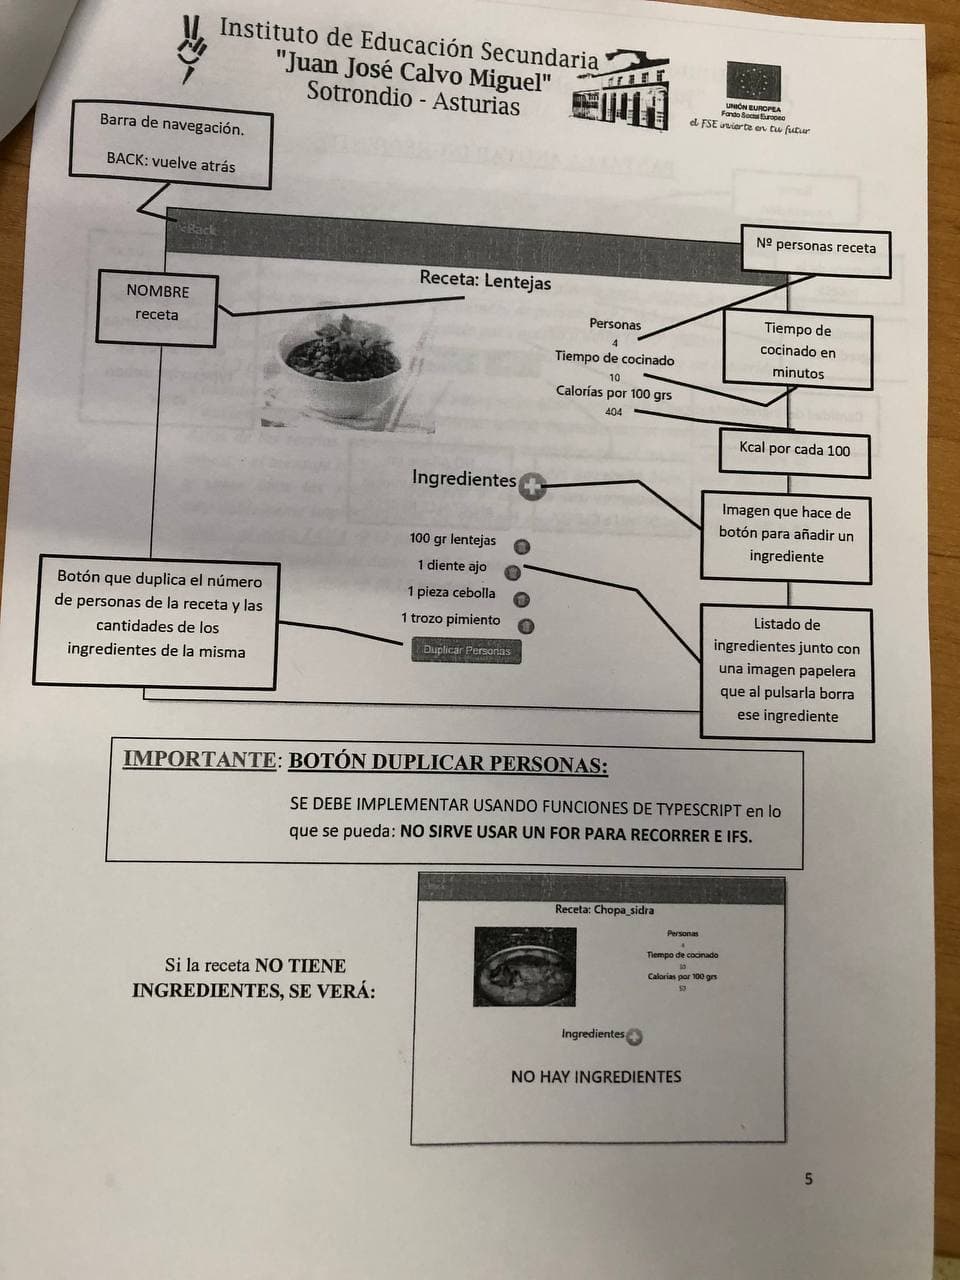 Instituto de Educación Secundaria
"Juan José Calvo Miguel"
Sotrondio - Asturias
UNIÓN EUROPEA
Fondo Social Europeo
el FSE invierte en tu futur
Barra de navegación.
BACK: vuelve atrás
<Back
Nº personas receta
NOMBRE
receta
Receta: Lentejas
Personas
4
Tiempo de cocinado
10
Calorías por 100 grs
404
Tiempo de
cocinado en
minutos
Kcal por cada 100
Ingredientes
Imagen que hace de
botón para añadir un
ingrediente
100 gr lentejas
1 diente ajo
1 pieza cebolla
1 trozo pimiento
Duplicar Personas
Botón que duplica el número
de personas de la receta y las
cantidades de los
ingredientes de la misma
Listado de
ingredientes junto con
una imagen papelera
que al pulsarla borra
ese ingrediente
IMPORTANTE: BOTÓN DUPLICAR PERSONAS:
SE DEBE IMPLEMENTAR USANDO FUNCIONES DE TYPESCRIPT en lo
que se pueda: NO SIRVE USAR UN FOR PARA RECORRER E IFS.
Si la receta NO TIENE
INGREDIENTES, SE VERÁ:
Receta: Chopa_sidra
Personas
4
Tiempo de cocinado
Calorías por 100 grs
53
Ingredientes
NO HAY INGREDIENTES
5